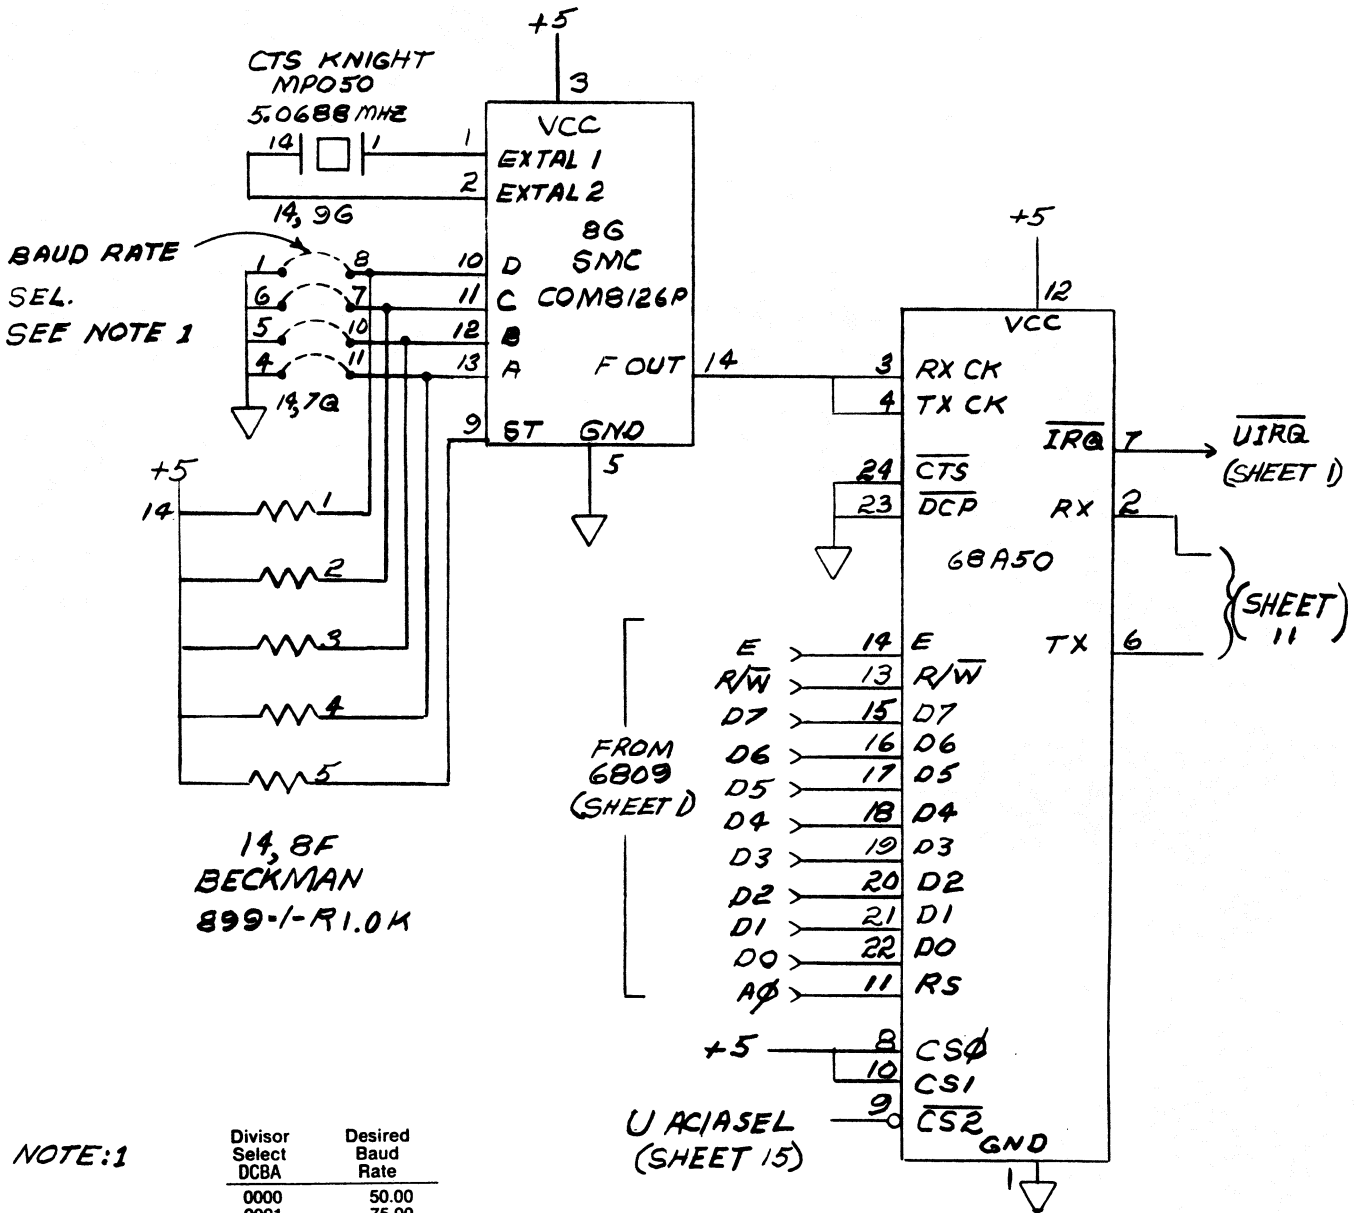 +5
3
CTS KNIGHT
MPO50
5.0688 MHZ
14 1
1
2
VCC
EXTAL 1
EXTAL 2
14, 9G
8G
SMC
COM8126P
BAUD RATE
SEL.
SEE NOTE 1
1 8 10 D
6 7 11 C
5 10 12 B
4 11 13 A
F OUT 14
14, 7Q
9 ST GND
5
+5
14
1
2
3
4
5
14, 8F
BECKMAN
899-1-R1.0K
+5
12
VCC
3 RX CK
4 TX CK
IRQ 7 UIRQ
(SHEET 1)
24 CTS
23 DCP
RX 2
68A50
(SHEET
11)
TX 6
FROM
6809
(SHEET 1)
E 14 E
R/W 13 R/W
D7 15 D7
D6 16 D6
D5 17 D5
D4 18 D4
D3 19 D3
D2 20 D2
D1 21 D1
D0 22 D0
AØ 11 RS
+5 8 CSØ
10 CS1
U ACIASEL 9 CS2
(SHEET 15)
GND
1
NOTE:1
Divisor Desired
Select Baud
DCBA Rate
0000 50.00
0001 75.00